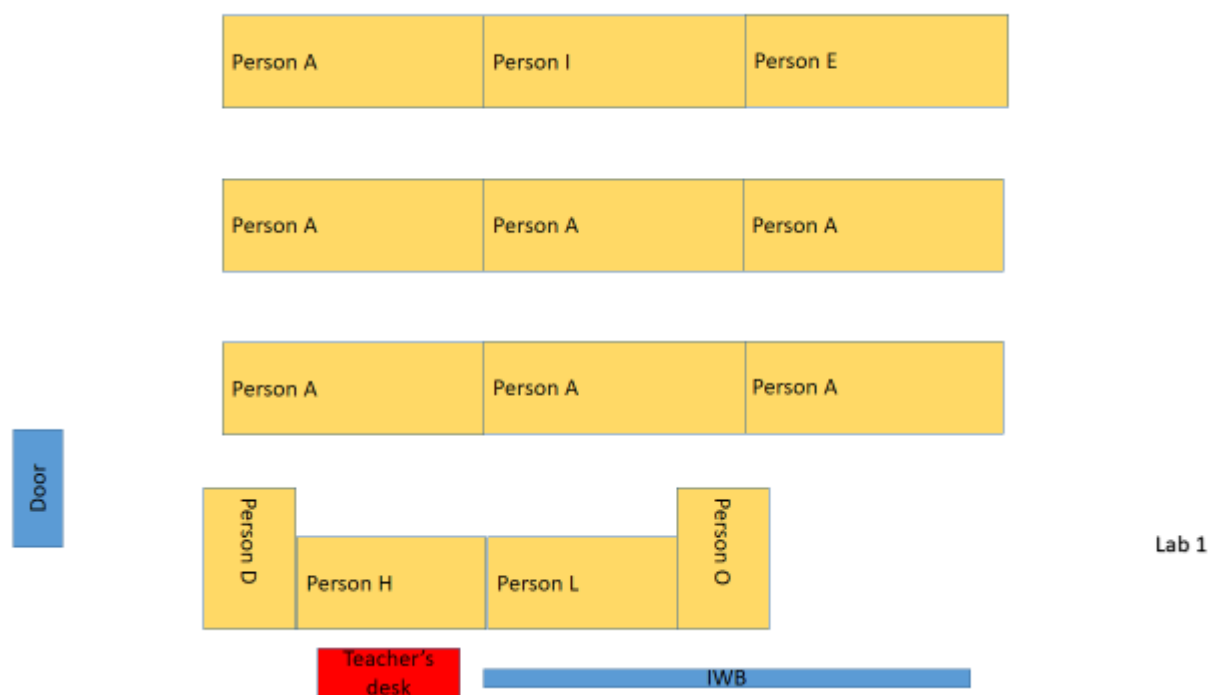 Person A Person I Person E
Person A Person A Person A
Person A Person A Person A
Door
Person D
Person H
Person L
Person O
Lab 1
Teacher's
desk
IWB